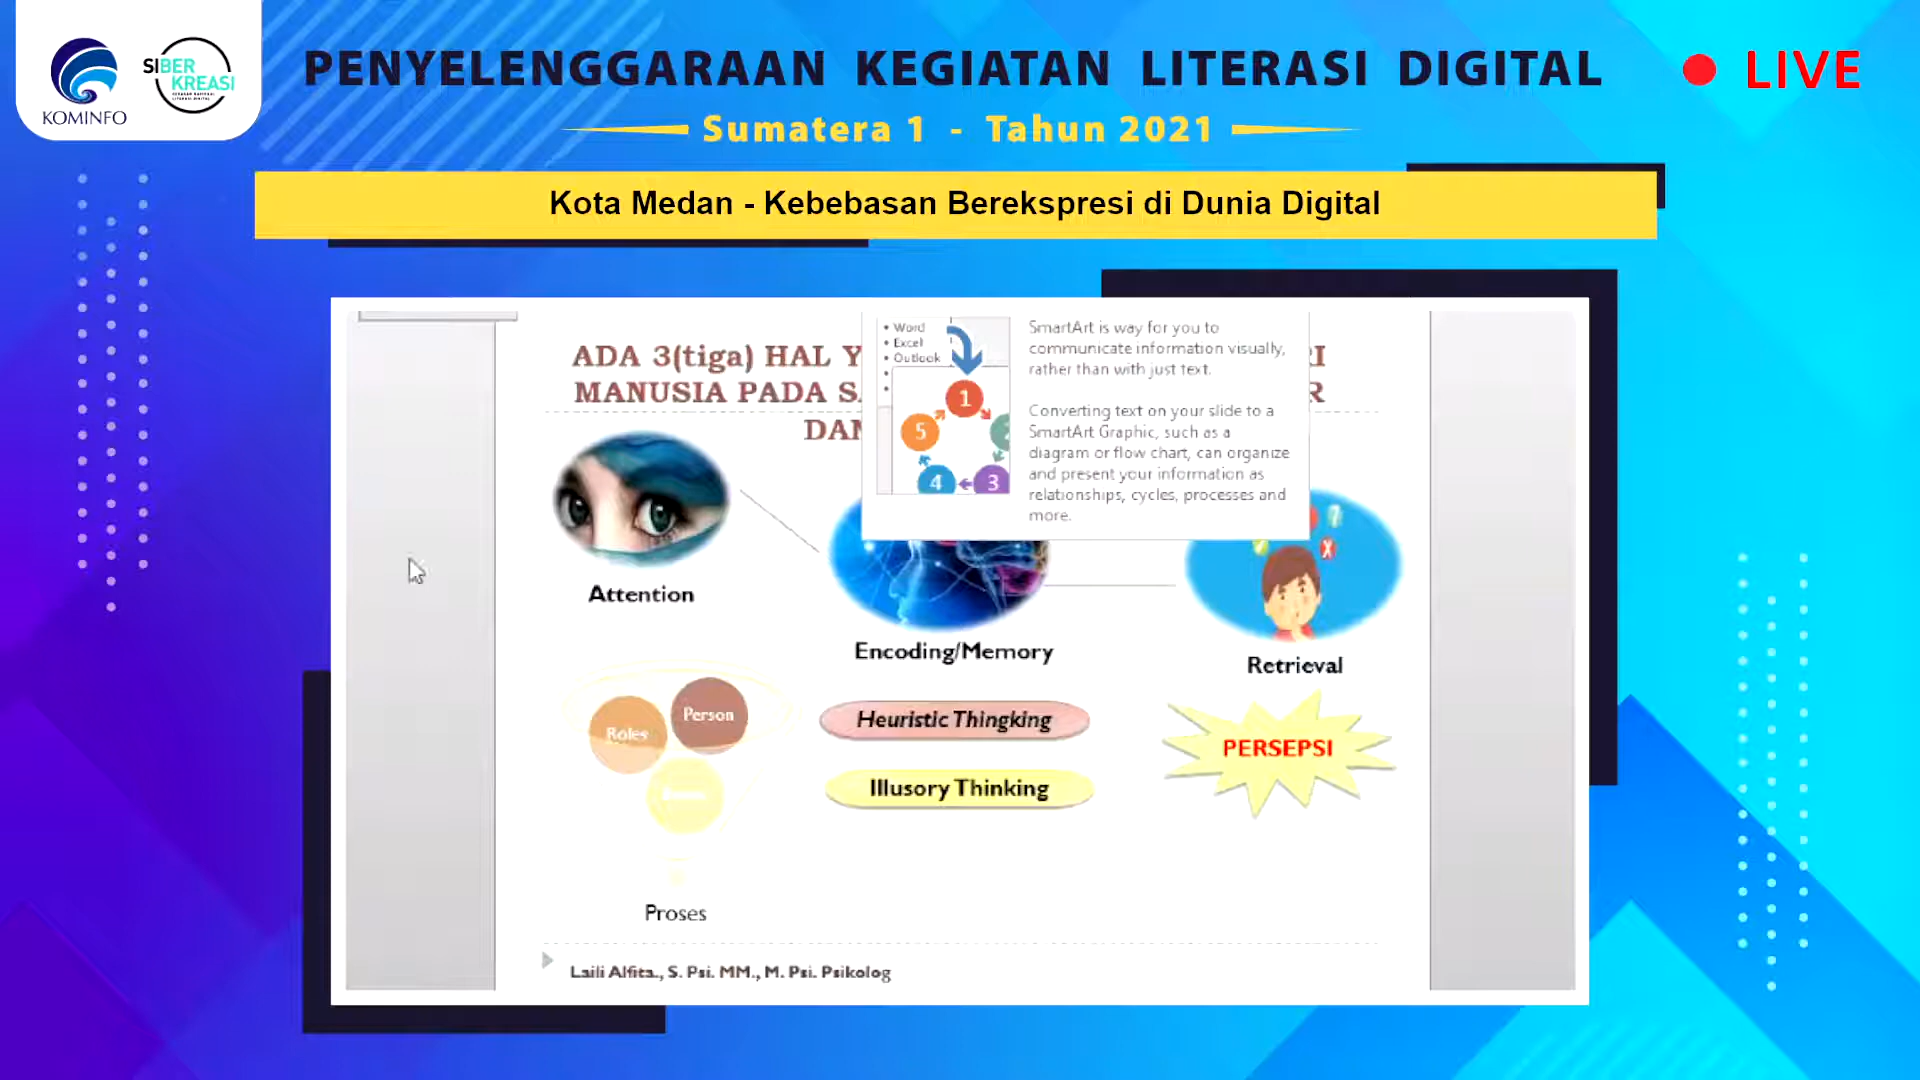 KOMINFO
SIBER
KREASI
PENYELENGGARAAN KEGIATAN LITERASI DIGITAL
LIVE
Sumatera 1 - Tahun 2021
Kota Medan - Kebebasan Berekspresi di Dunia Digital
ADA 3(tiga) HAL
MANUSIA PADA
• Word
• Excel
• Outlook
1
2
3
4
5
SmartArt is way for you to
communicate information visually,
rather than with just text.
Converting text on your slide to a
SmartArt Graphic, such as a
diagram or flow chart, can organize
and present your information as
relationships, cycles, processes and
more.
Attention
Encoding/Memory
Retrieval
Roles
Person
Heuristic Thingking
Illusory Thinking
PERSEPSI
Proses
Laili Alfita., S. Psi. MM., M. Psi. Psikolog